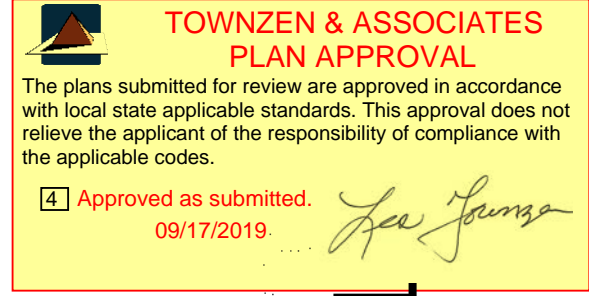 TOWNZEN & ASSOCIATES
PLAN APPROVAL
The plans submitted for review are approved in accordance
with local state applicable standards. This approval does not
relieve the applicant of the responsibility of compliance with
the applicable codes.
4 Approved as submitted.
09/17/2019